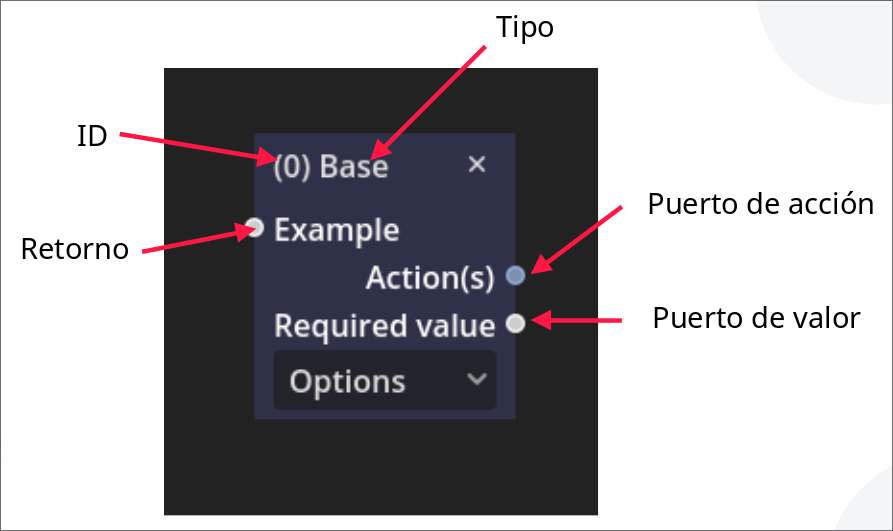 Tipo
ID
(0) Base
Puerto de acción
Example
Retorno
Action(s)
Required value
Puerto de valor
Options